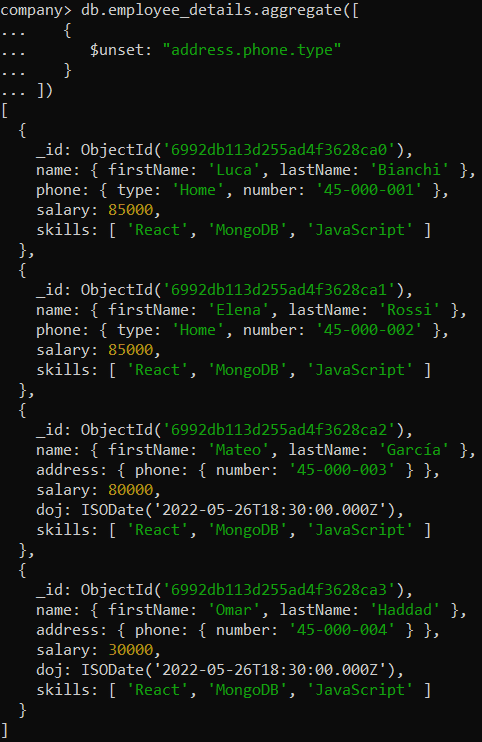 company> db.employee_details.aggregate([
...    {
...       $unset: "address.phone.type"
...    }
... ])
[
  {
    _id: ObjectId('6992db113d255ad4f3628ca0'),
    name: { firstName: 'Luca', lastName: 'Bianchi' },
    phone: { type: 'Home', number: '45-000-001' },
    salary: 85000,
    skills: [ 'React', 'MongoDB', 'JavaScript' ]
  },
  {
    _id: ObjectId('6992db113d255ad4f3628ca1'),
    name: { firstName: 'Elena', lastName: 'Rossi' },
    phone: { type: 'Home', number: '45-000-002' },
    salary: 85000,
    skills: [ 'React', 'MongoDB', 'JavaScript' ]
  },
  {
    _id: ObjectId('6992db113d255ad4f3628ca2'),
    name: { firstName: 'Mateo', lastName: 'García' },
    address: { phone: { number: '45-000-003' } },
    salary: 80000,
    doj: ISODate('2022-05-26T18:30:00.000Z'),
    skills: [ 'React', 'MongoDB', 'JavaScript' ]
  },
  {
    _id: ObjectId('6992db113d255ad4f3628ca3'),
    name: { firstName: 'Omar', lastName: 'Haddad' },
    address: { phone: { number: '45-000-004' } },
    salary: 30000,
    doj: ISODate('2022-05-26T18:30:00.000Z'),
    skills: [ 'React', 'MongoDB', 'JavaScript' ]
  }
]